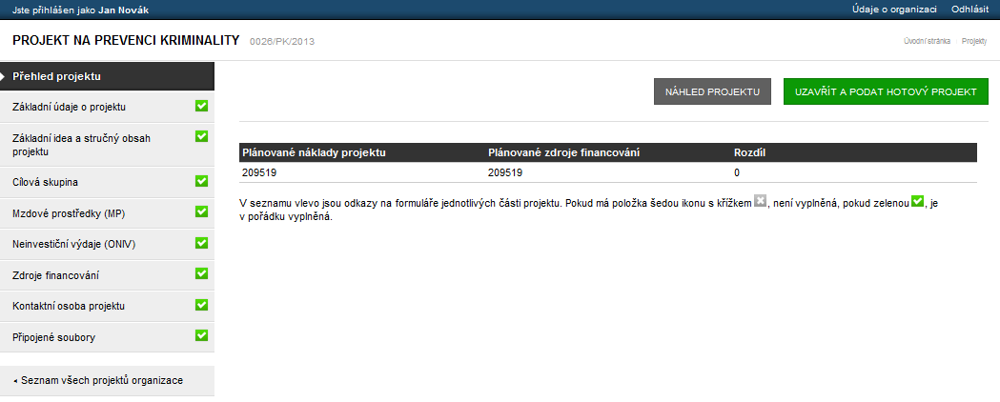 Jste přihlášen jako Jan Novák
Údaje o organizaci Odhlásit
PROJEKT NA PREVENCI KRIMINALITY 0026/PK/2013
Úvodní stránka Projekty
Přehled projektu
Základní údaje o projektu
Základní idea a stručný obsah
projektu
Cílová skupina
Mzdové prostředky (MP)
Neinvestiční výdaje (ONIV)
Zdroje financování
Kontaktní osoba projektu
Připojené soubory
Seznam všech projektů organizace
NÁHLED PROJEKTU
UZAVŘÍT A PODAT HOTOVÝ PROJEKT
Plánované náklady projektu Plánované zdroje financování Rozdíl
209519 209519 0
V seznamu vlevo jsou odkazy na formuláře jednotlivých části projektu. Pokud má položka šedou ikonu s křížkem , není vyplněná, pokud zelenou , je
v pořádku vyplněná.